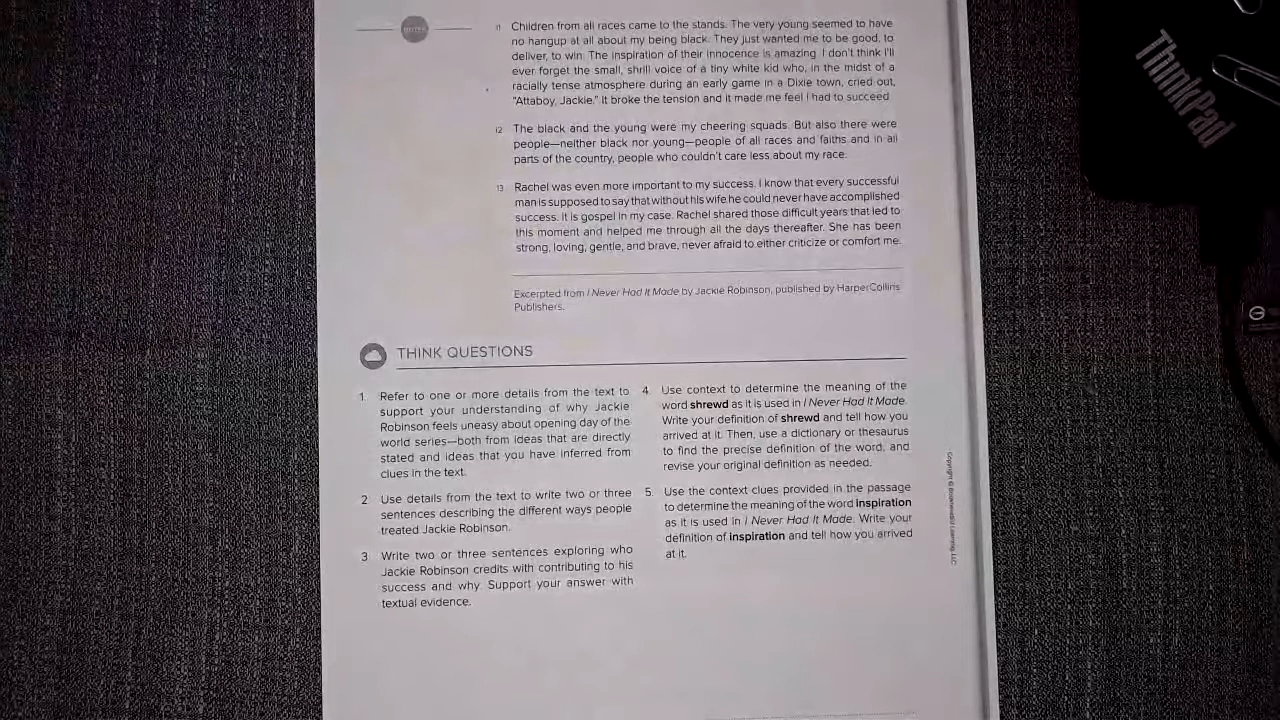 NOTES
11 Children from all races came to the stands. The very young seemed to have
no hangup at all about my being black. They just wanted me to be good, to
deliver, to win. The inspiration of their innocence is amazing. I don't think I'll
ever forget the small, shrill voice of a tiny white kid who, in the midst of a
racially tense atmosphere during an early game in a Dixie town, cried out,
"Attaboy, Jackie." It broke the tension and it made me feel I had to succeed
12 The black and the young were my cheering squads. But also there were
people—neither black nor young—people of all races and faiths and in all
parts of the country, people who couldn't care less about my race.
13 Rachel was even more important to my success. I know that every successful
man is supposed to say that without his wife he could never have accomplished
success. It is gospel in my case. Rachel shared those difficult years that led to
this moment and helped me through all the days thereafter. She has been
strong, loving, gentle, and brave, never afraid to either criticize or comfort me.
Excerpted from I Never Had It Made by Jackie Robinson, published by HarperCollins
Publishers.
THINK QUESTIONS
1. Refer to one or more details from the text to
support your understanding of why Jackie
Robinson feels uneasy about opening day of the
world series—both from ideas that are directly
stated and ideas that you have inferred from
clues in the text.
2. Use details from the text to write two or three
sentences describing the different ways people
treated Jackie Robinson.
3. Write two or three sentences exploring who
Jackie Robinson credits with contributing to his
success and why. Support your answer with
textual evidence.
4. Use context to determine the meaning of the
word shrewd as it is used in I Never Had It Made.
Write your definition of shrewd and tell how you
arrived at it. Then, use a dictionary or thesaurus
to find the precise definition of the word, and
revise your original definition as needed.
5. Use the context clues provided in the passage
to determine the meaning of the word inspiration
as it is used in I Never Had It Made. Write your
definition of inspiration and tell how you arrived
at it.
Copyright © BookheadEd Learning, LLC
ThinkPad